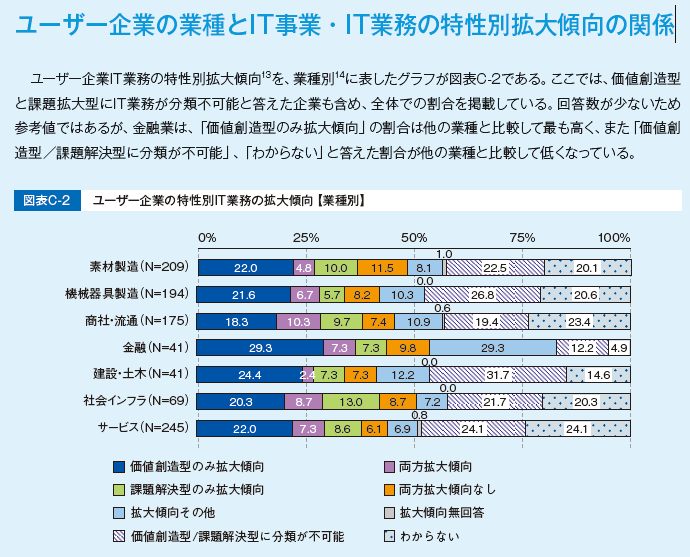 ユーザー企業の業種とIT事業・IT業務の特性別拡大傾向の関係
ユーザー企業IT業務の特性別拡大傾向13を、業種別14に表したグラフが図表C-2である。ここでは、価値創造型
と課題拡大型にIT業務が分類不可能と答えた企業も含め、全体での割合を掲載している。回答数が少ないため
参考値ではあるが、金融業は、「価値創造型のみ拡大傾向」の割合は他の業種と比較して最も高く、また「価値創
造型／課題解決型に分類が不可能」、「わからない」と答えた割合が他の業種と比較して低くなっている。
図表C-2 ユーザー企業の特性別IT業務の拡大傾向【業種別】
0% 25% 50% 75% 100%
1.0
素材製造（N=209） 22.0 4.8 10.0 11.5 8.1 22.5 20.1
0.0
機械器具製造（N=194） 21.6 6.7 5.7 8.2 10.3 26.8 20.6
0.6
商社・流通（N=175） 18.3 10.3 9.7 7.4 10.9 19.4 23.4
金融（N=41） 29.3 7.3 7.3 9.8 29.3 12.2 4.9
0.0
建設・土木（N=41） 24.4 2.4 7.3 7.3 12.2 31.7 14.6
0.0
社会インフラ（N=69） 20.3 8.7 13.0 8.7 7.2 21.7 20.3
0.8
サービス（N=245） 22.0 7.3 8.6 6.1 6.9 24.1 24.1
価値創造型のみ拡大傾向 両方拡大傾向
課題解決型のみ拡大傾向 両方拡大傾向なし
拡大傾向その他 拡大傾向無回答
価値創造型/課題解決型に分類が不可能 わからない